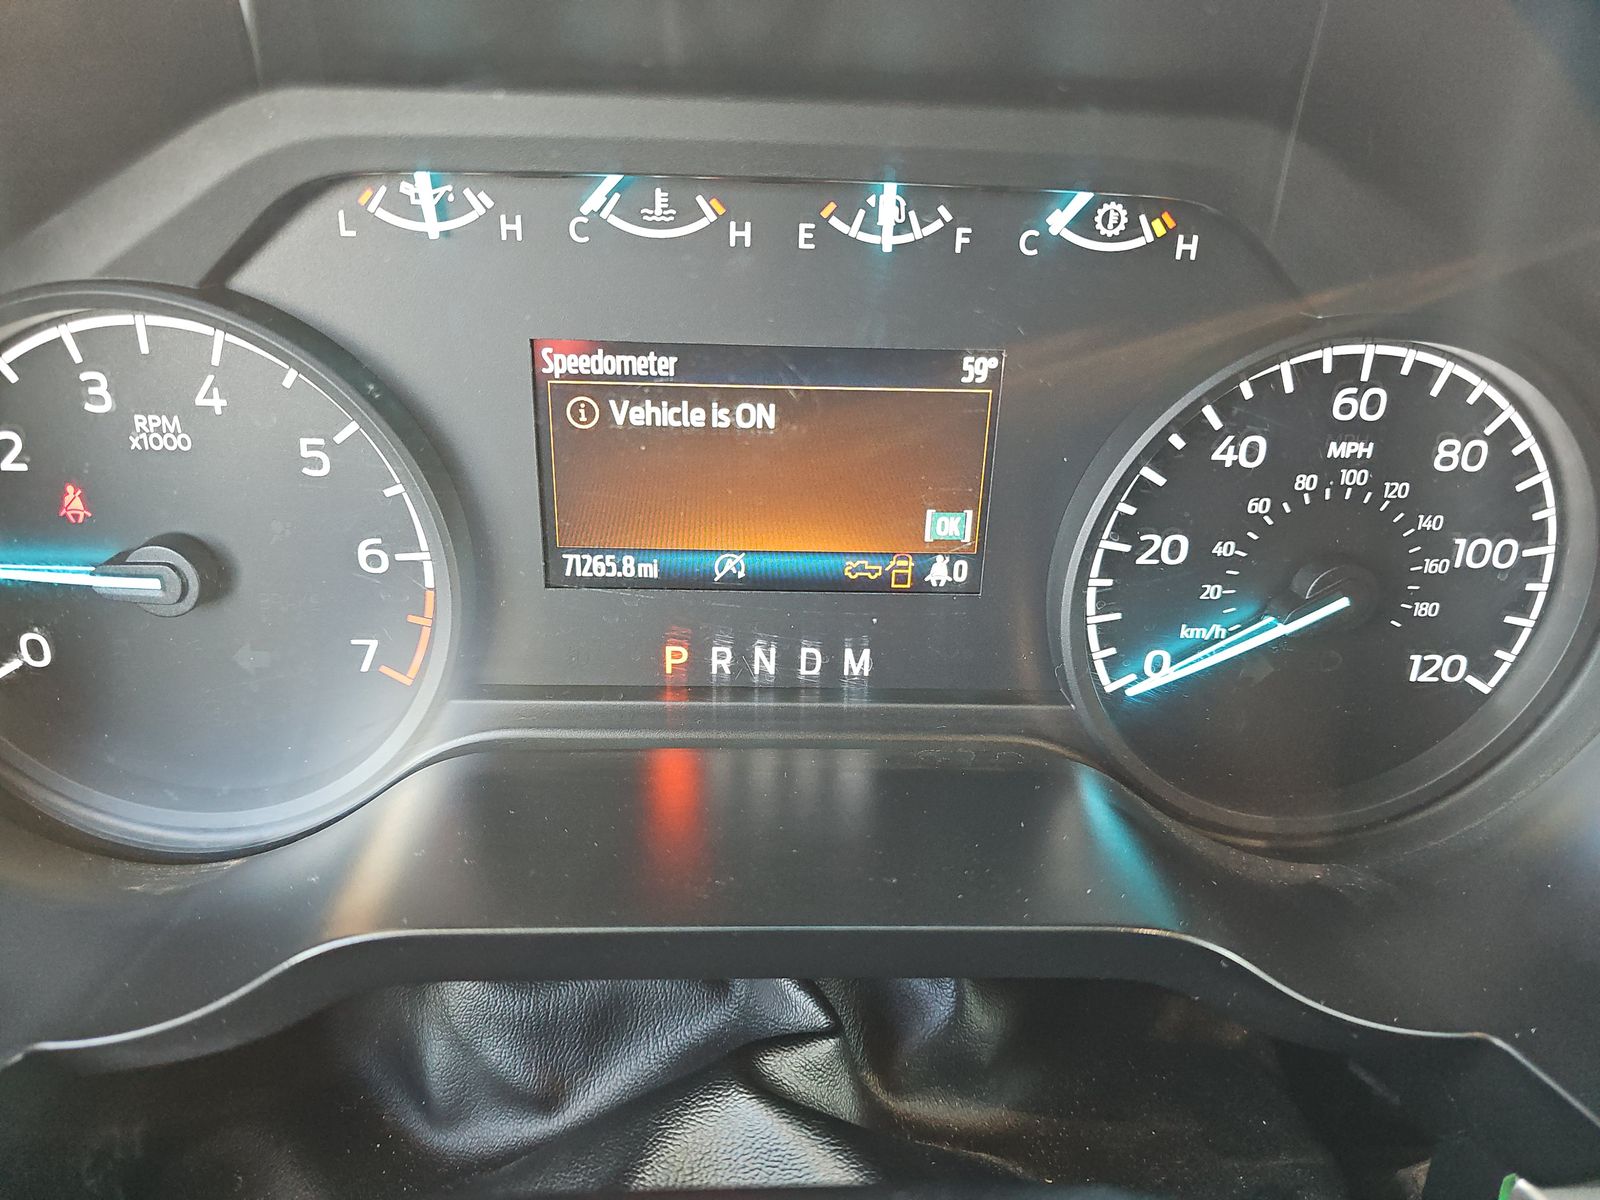 L H C H E F C H
Speedometer 59°
Vehicle is ON
[OK]
71265.8 mi 0
P R N D M
0 2 3 4 5 6 7
RPM
x1000
0 20 40 60 80 100 120
MPH
20 40 60 80 100 120 140 160 180
km/h